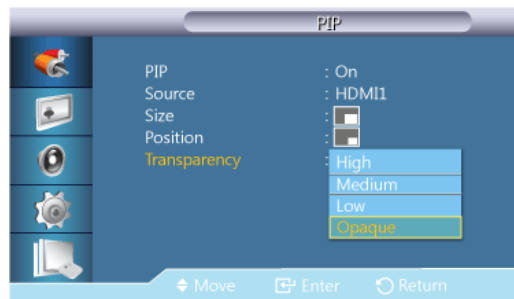 PIP
PIP : On
Source : HDMI1
Size :
Position :
Transparency :
High
Medium
Low
Opaque
Move Enter Return